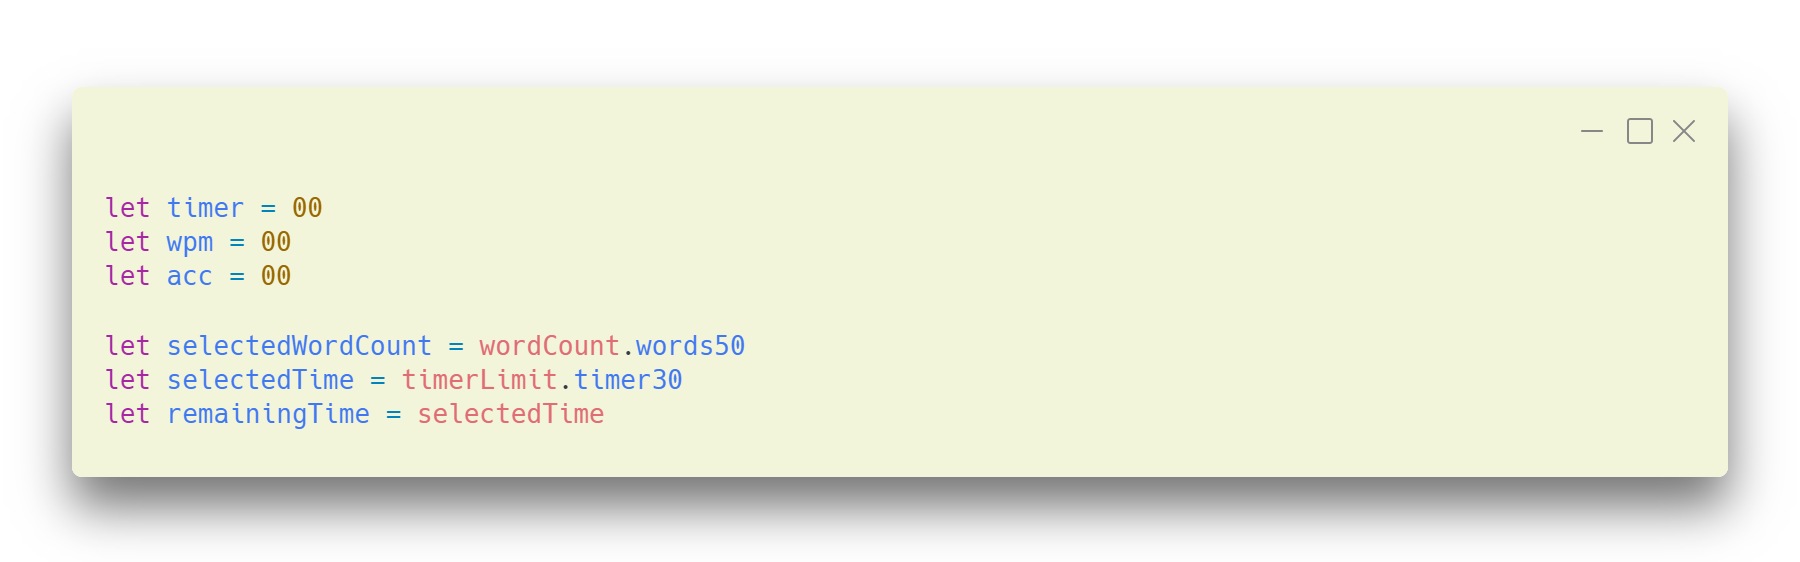 let timer = 00
let wpm = 00
let acc = 00
let selectedWordCount = wordCount.words50
let selectedTime = timerLimit.timer30
let remainingTime = selectedTime